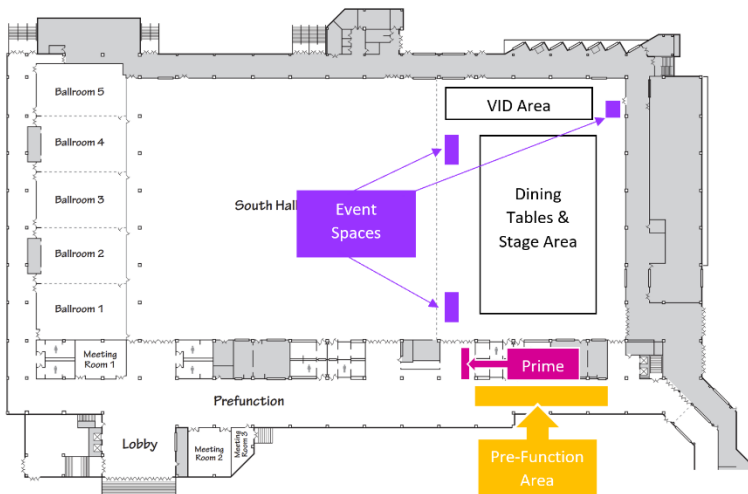 Ballroom 5
VID Area
Ballroom 4
Ballroom 3
South Hall
Event
Spaces
Dining
Tables &
Stage Area
Ballroom 2
Ballroom 1
Meeting
Room 1
Prime
Prefunction
Lobby
Meeting
Room 2
Meeting
Room 3
Pre-Function
Area